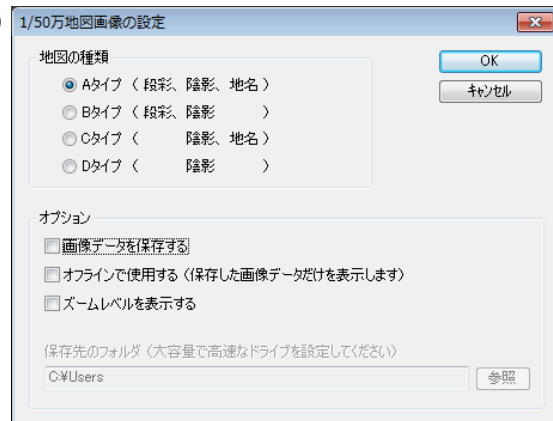 1/50万地図画像の設定
地図の種類
Aタイプ ( 段彩、陰影、地名 )
Bタイプ ( 段彩、陰影 )
Cタイプ ( 陰影、地名 )
Dタイプ ( 陰影 )
OK
キャンセル
オプション
画像データを保存する
オフラインで使用する (保存した画像データだけを表示します)
ズームレベルを表示する
保存先のフォルダ (大容量で高速なドライブを設定してください)
C:¥Users
参照